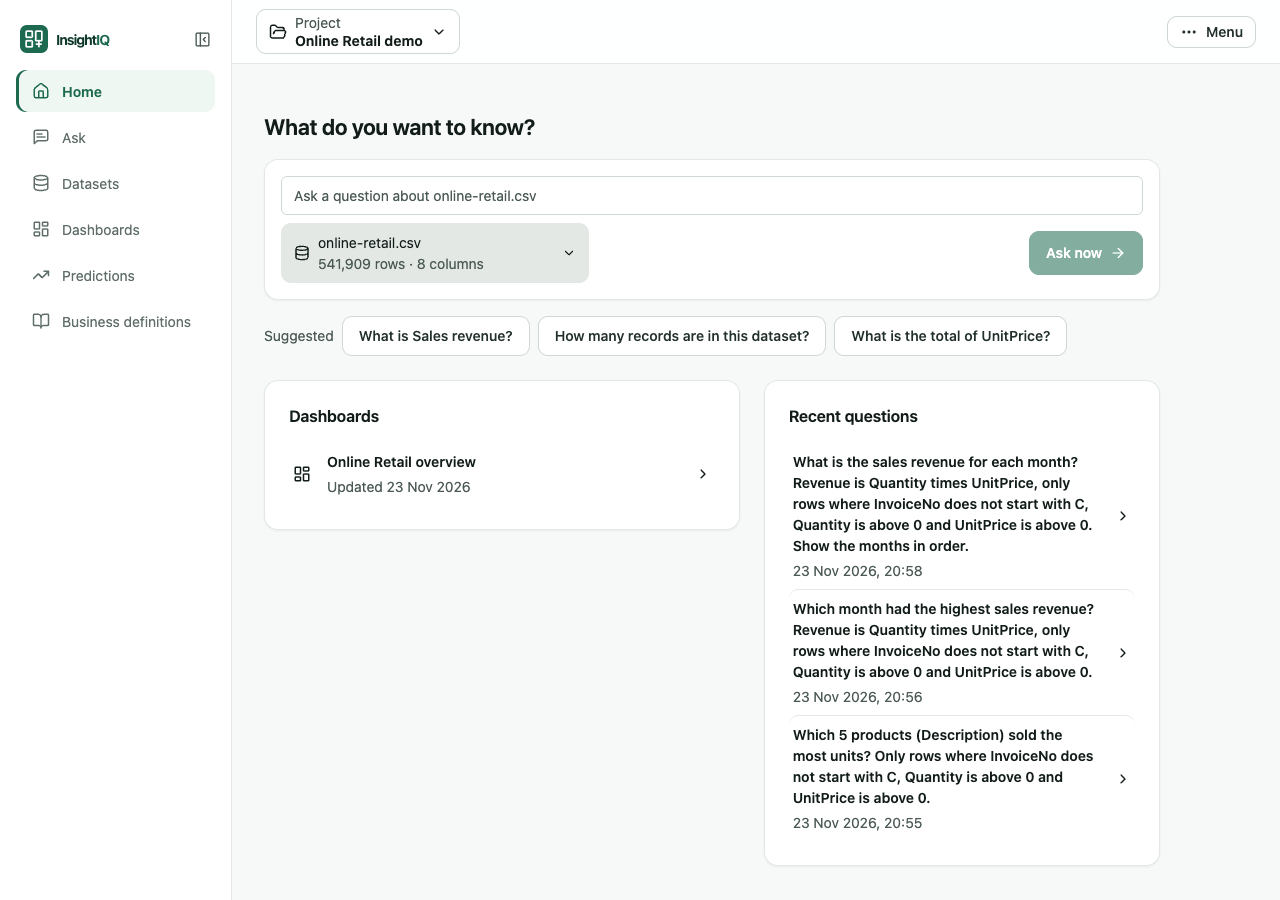 InsightIQ
Home
Ask
Datasets
Dashboards
Predictions
Business definitions
Project
Online Retail demo
Menu
What do you want to know?
Ask a question about online-retail.csv
online-retail.csv
541,909 rows · 8 columns
Ask now
Suggested
What is Sales revenue?
How many records are in this dataset?
What is the total of UnitPrice?
Dashboards
Online Retail overview
Updated 23 Nov 2026
Recent questions
What is the sales revenue for each month?
Revenue is Quantity times UnitPrice, only
rows where InvoiceNo does not start with C,
Quantity is above 0 and UnitPrice is above 0.
Show the months in order.
23 Nov 2026, 20:58
Which month had the highest sales revenue?
Revenue is Quantity times UnitPrice, only
rows where InvoiceNo does not start with C,
Quantity is above 0 and UnitPrice is above 0.
23 Nov 2026, 20:56
Which 5 products (Description) sold the
most units? Only rows where InvoiceNo does
not start with C, Quantity is above 0 and
UnitPrice is above 0.
23 Nov 2026, 20:55